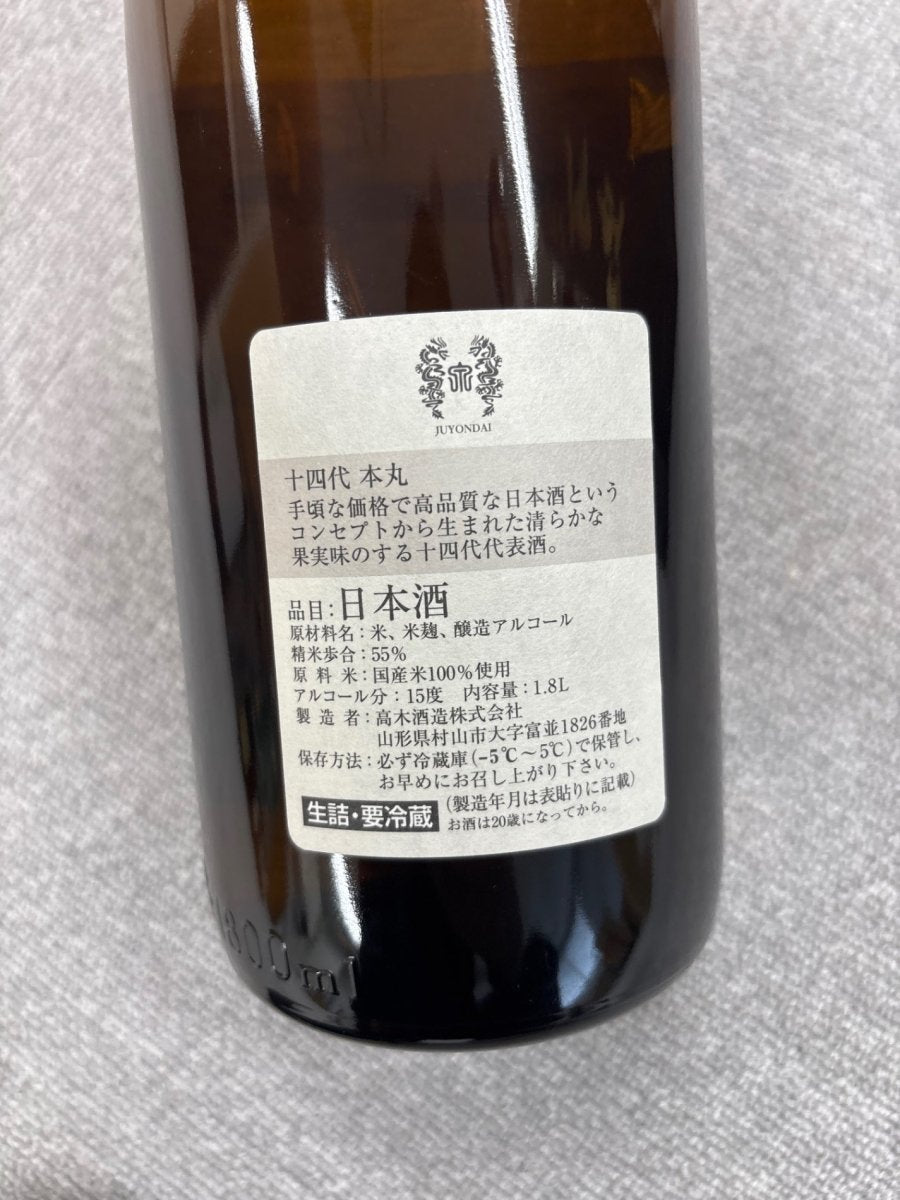 JUYONDAI
十四代 本丸
手頃な価格で高品質な日本酒という
コンセプトから生まれた清らかな
果実味のする十四代代表酒。
品目：日本酒
原材料名：米、米麹、醸造アルコール
精米歩合：55%
原料米：国産米100%使用
アルコール分：15度 内容量：1.8L
製造者：高木酒造株式会社
山形県村山市大字富並1826番地
保存方法：必ず冷蔵庫(-5℃～5℃)で保管し、
お早めにお召し上がり下さい。
生詰・要冷蔵
(製造年月は表貼りに記載)
お酒は20歳になってから。
1800ml